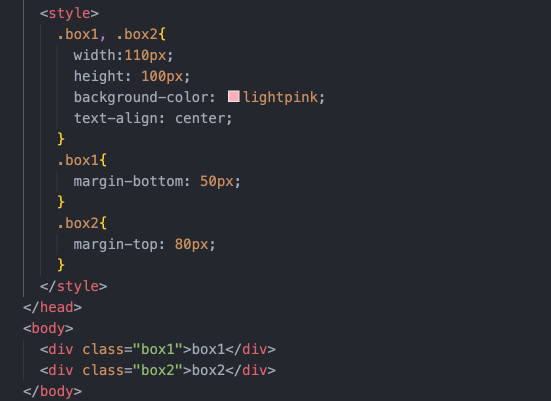 <style>
.box1, .box2{
width:110px;
height: 100px;
background-color: lightpink;
text-align: center;
}
.box1{
margin-bottom: 50px;
}
.box2{
margin-top: 80px;
}
</style>
</head>
<body>
<div class="box1">box1</div>
<div class="box2">box2</div>
</body>